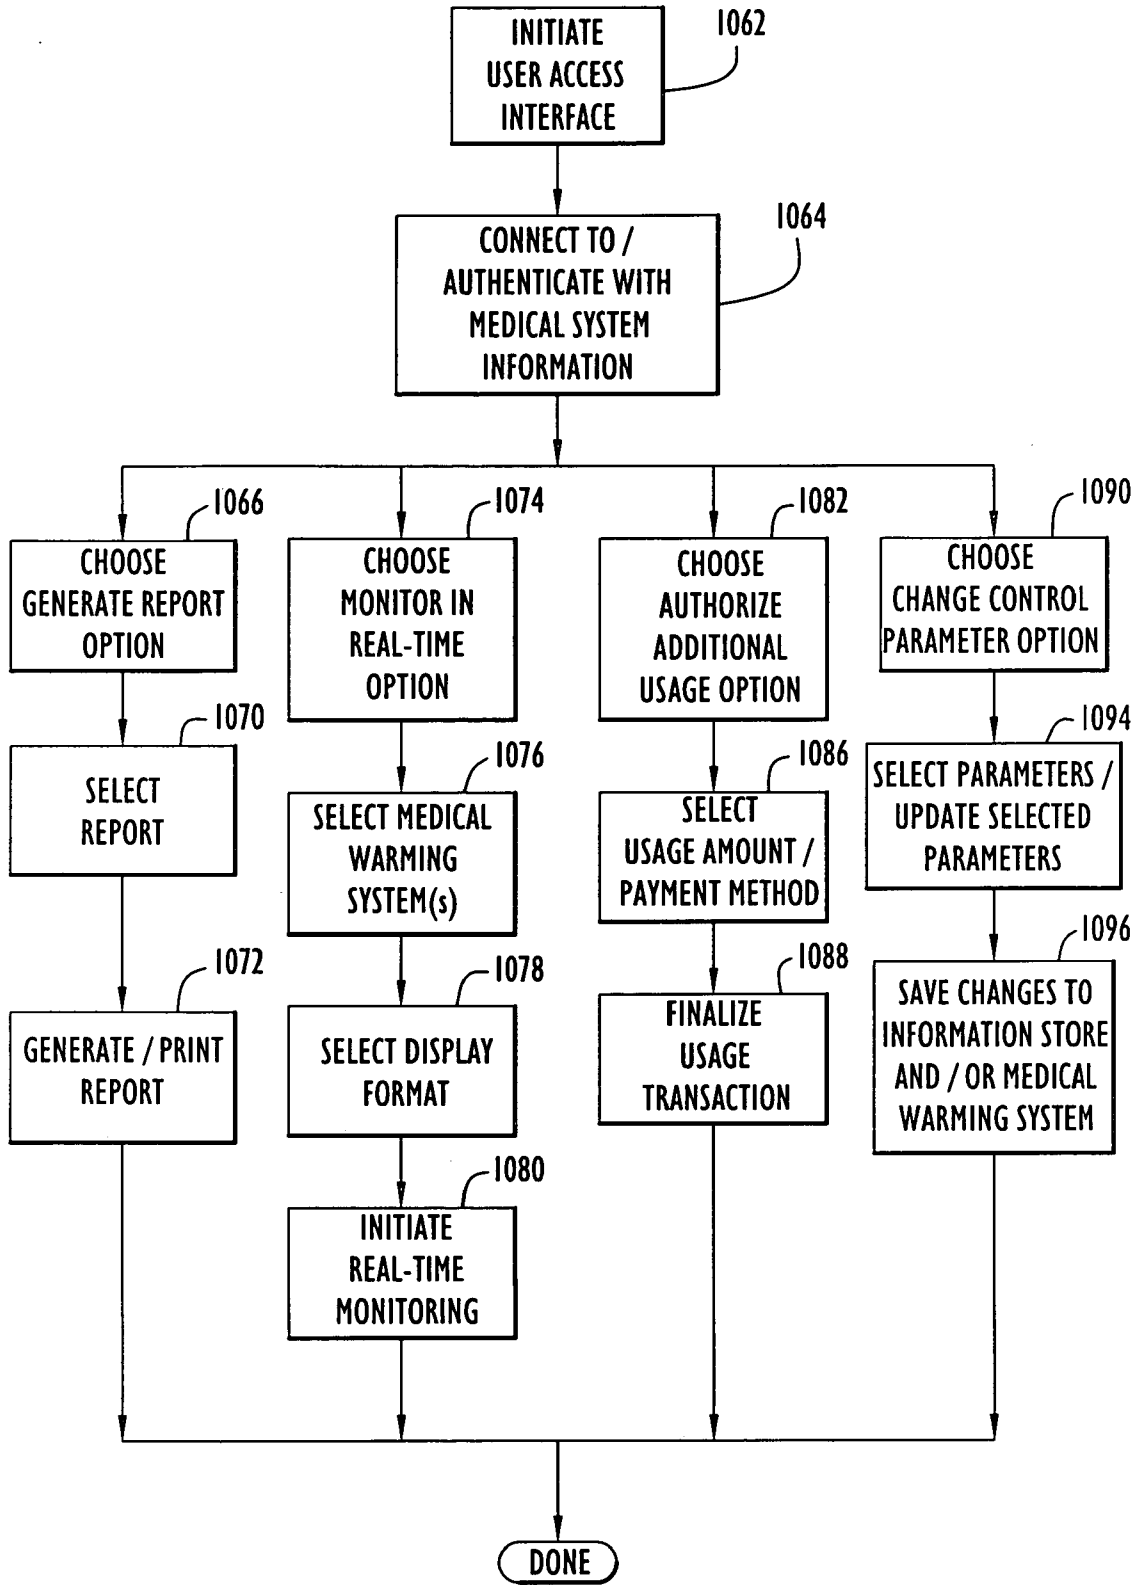 INITIATE
USER ACCESS
INTERFACE
1062
CONNECT TO /
AUTHENTICATE WITH
MEDICAL SYSTEM
INFORMATION
1064
1066
CHOOSE
GENERATE REPORT
OPTION
1070
SELECT
REPORT
1072
GENERATE / PRINT
REPORT
1074
CHOOSE
MONITOR IN
REAL-TIME
OPTION
1076
SELECT MEDICAL
WARMING
SYSTEM(s)
1078
SELECT DISPLAY
FORMAT
1080
INITIATE
REAL-TIME
MONITORING
1082
CHOOSE
AUTHORIZE
ADDITIONAL
USAGE OPTION
1086
SELECT
USAGE AMOUNT /
PAYMENT METHOD
1088
FINALIZE
USAGE
TRANSACTION
1090
CHOOSE
CHANGE CONTROL
PARAMETER OPTION
1094
SELECT PARAMETERS /
UPDATE SELECTED
PARAMETERS
1096
SAVE CHANGES TO
INFORMATION STORE
AND / OR MEDICAL
WARMING SYSTEM
DONE